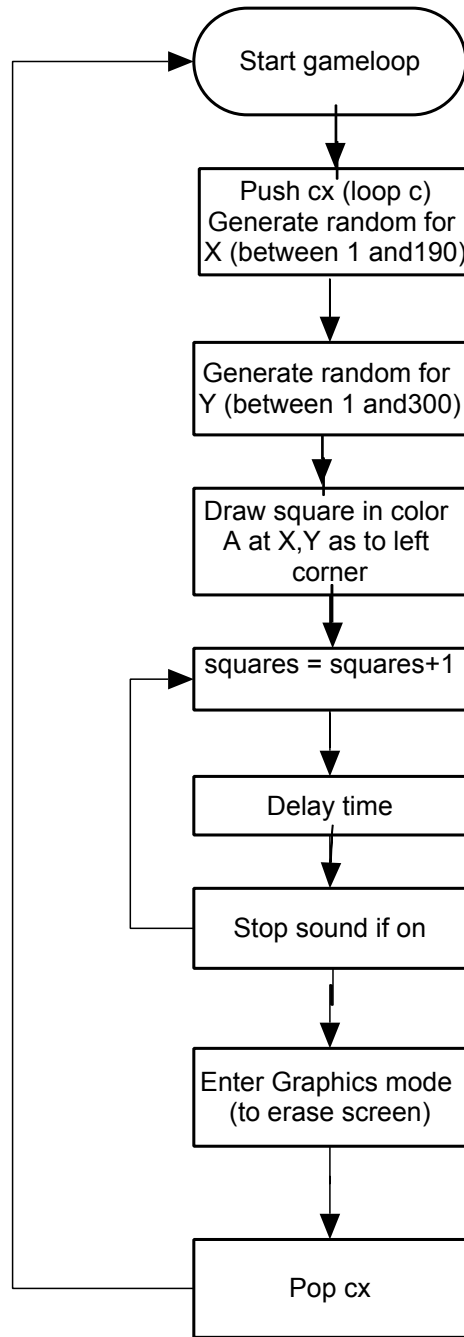 Start gameloop
Push cx (loop c)
Generate random for
X (between 1 and190)
Generate random for
Y (between 1 and300)
Draw square in color
A at X,Y as to left
corner
squares = squares+1
Delay time
Stop sound if on
Enter Graphics mode
(to erase screen)
Pop cx